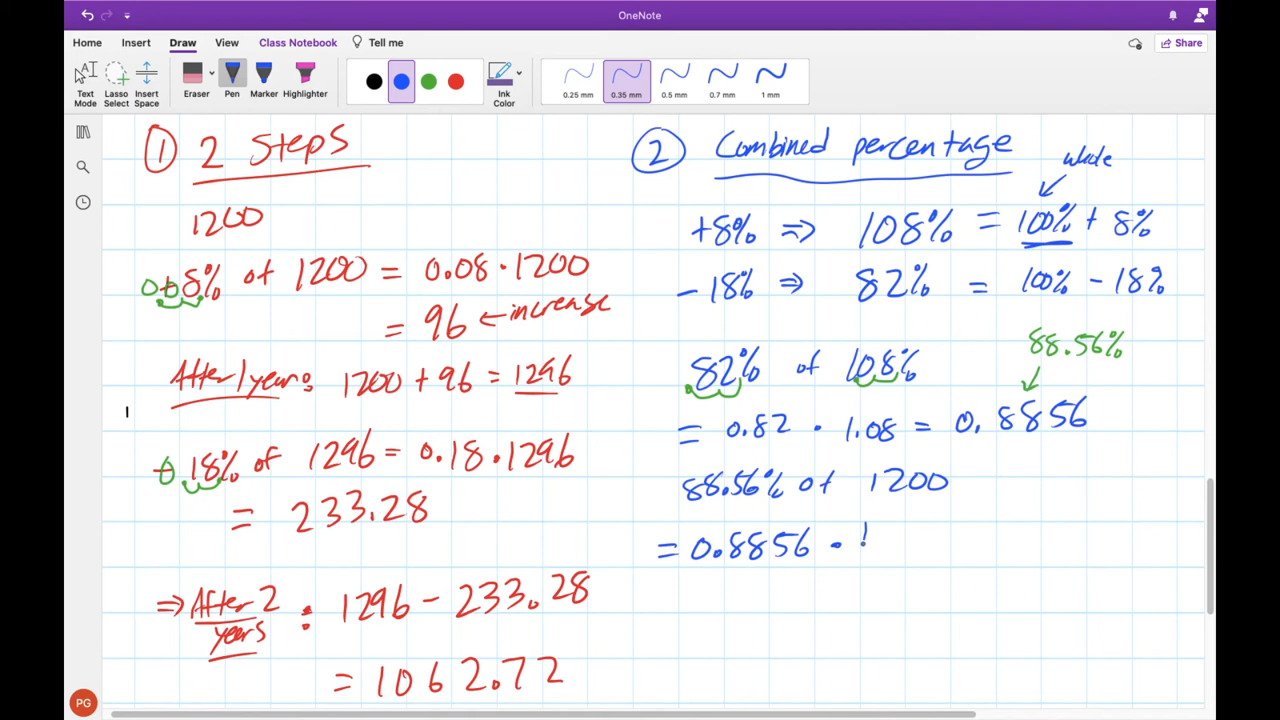 OneNote
Home Insert Draw View Class Notebook Tell me
Share
Text Mode
Lasso Select
Insert Space
Eraser
Pen
Marker
Highlighter
Ink Color
0.25 mm
0.35 mm
0.5 mm
0.7 mm
1 mm
① 2 Steps
1200
+8% of 1200 = 0.08 · 1200
= 96 ← increase
After 1 year: 1200 + 96 = 1296
- 18% of 1296 = 0.18 · 1296
= 233.28
⇒ After 2 years : 1296 - 233.28
= 1062.72
② Combined percentage
whole
+8% ⇒ 108% = 100% + 8%
- 18% ⇒ 82% = 100% - 18%
88.56%
82% of 108%
= 0.82 · 1.08 = 0.8856
88.56% of 1200
= 0.8856 ·
PG